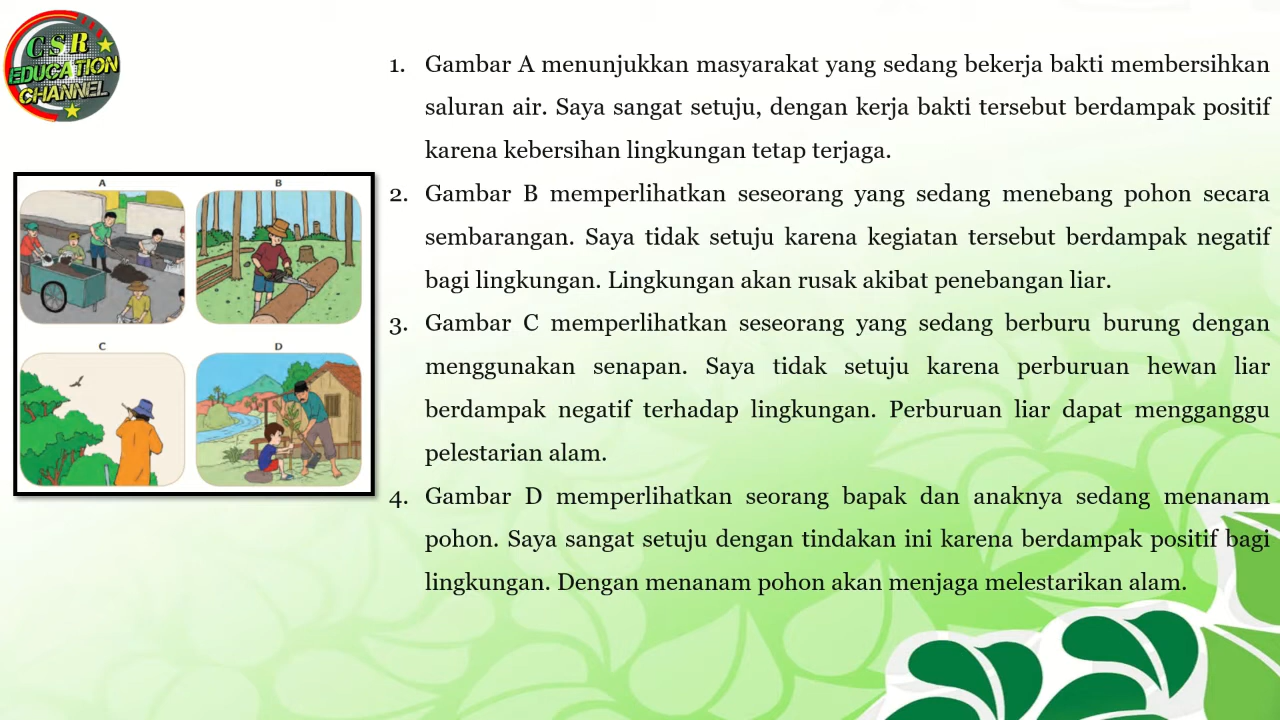 CSR
EDUCATION
CHANNEL
A
B
C
D
1. Gambar A menunjukkan masyarakat yang sedang bekerja bakti membersihkan
saluran air. Saya sangat setuju, dengan kerja bakti tersebut berdampak positif
karena kebersihan lingkungan tetap terjaga.
2. Gambar B memperlihatkan seseorang yang sedang menebang pohon secara
sembarangan. Saya tidak setuju karena kegiatan tersebut berdampak negatif
bagi lingkungan. Lingkungan akan rusak akibat penebangan liar.
3. Gambar C memperlihatkan seseorang yang sedang berburu burung dengan
menggunakan senapan. Saya tidak setuju karena perburuan hewan liar
berdampak negatif terhadap lingkungan. Perburuan liar dapat mengganggu
pelestarian alam.
4. Gambar D memperlihatkan seorang bapak dan anaknya sedang menanam
pohon. Saya sangat setuju dengan tindakan ini karena berdampak positif bagi
lingkungan. Dengan menanam pohon akan menjaga melestarikan alam.